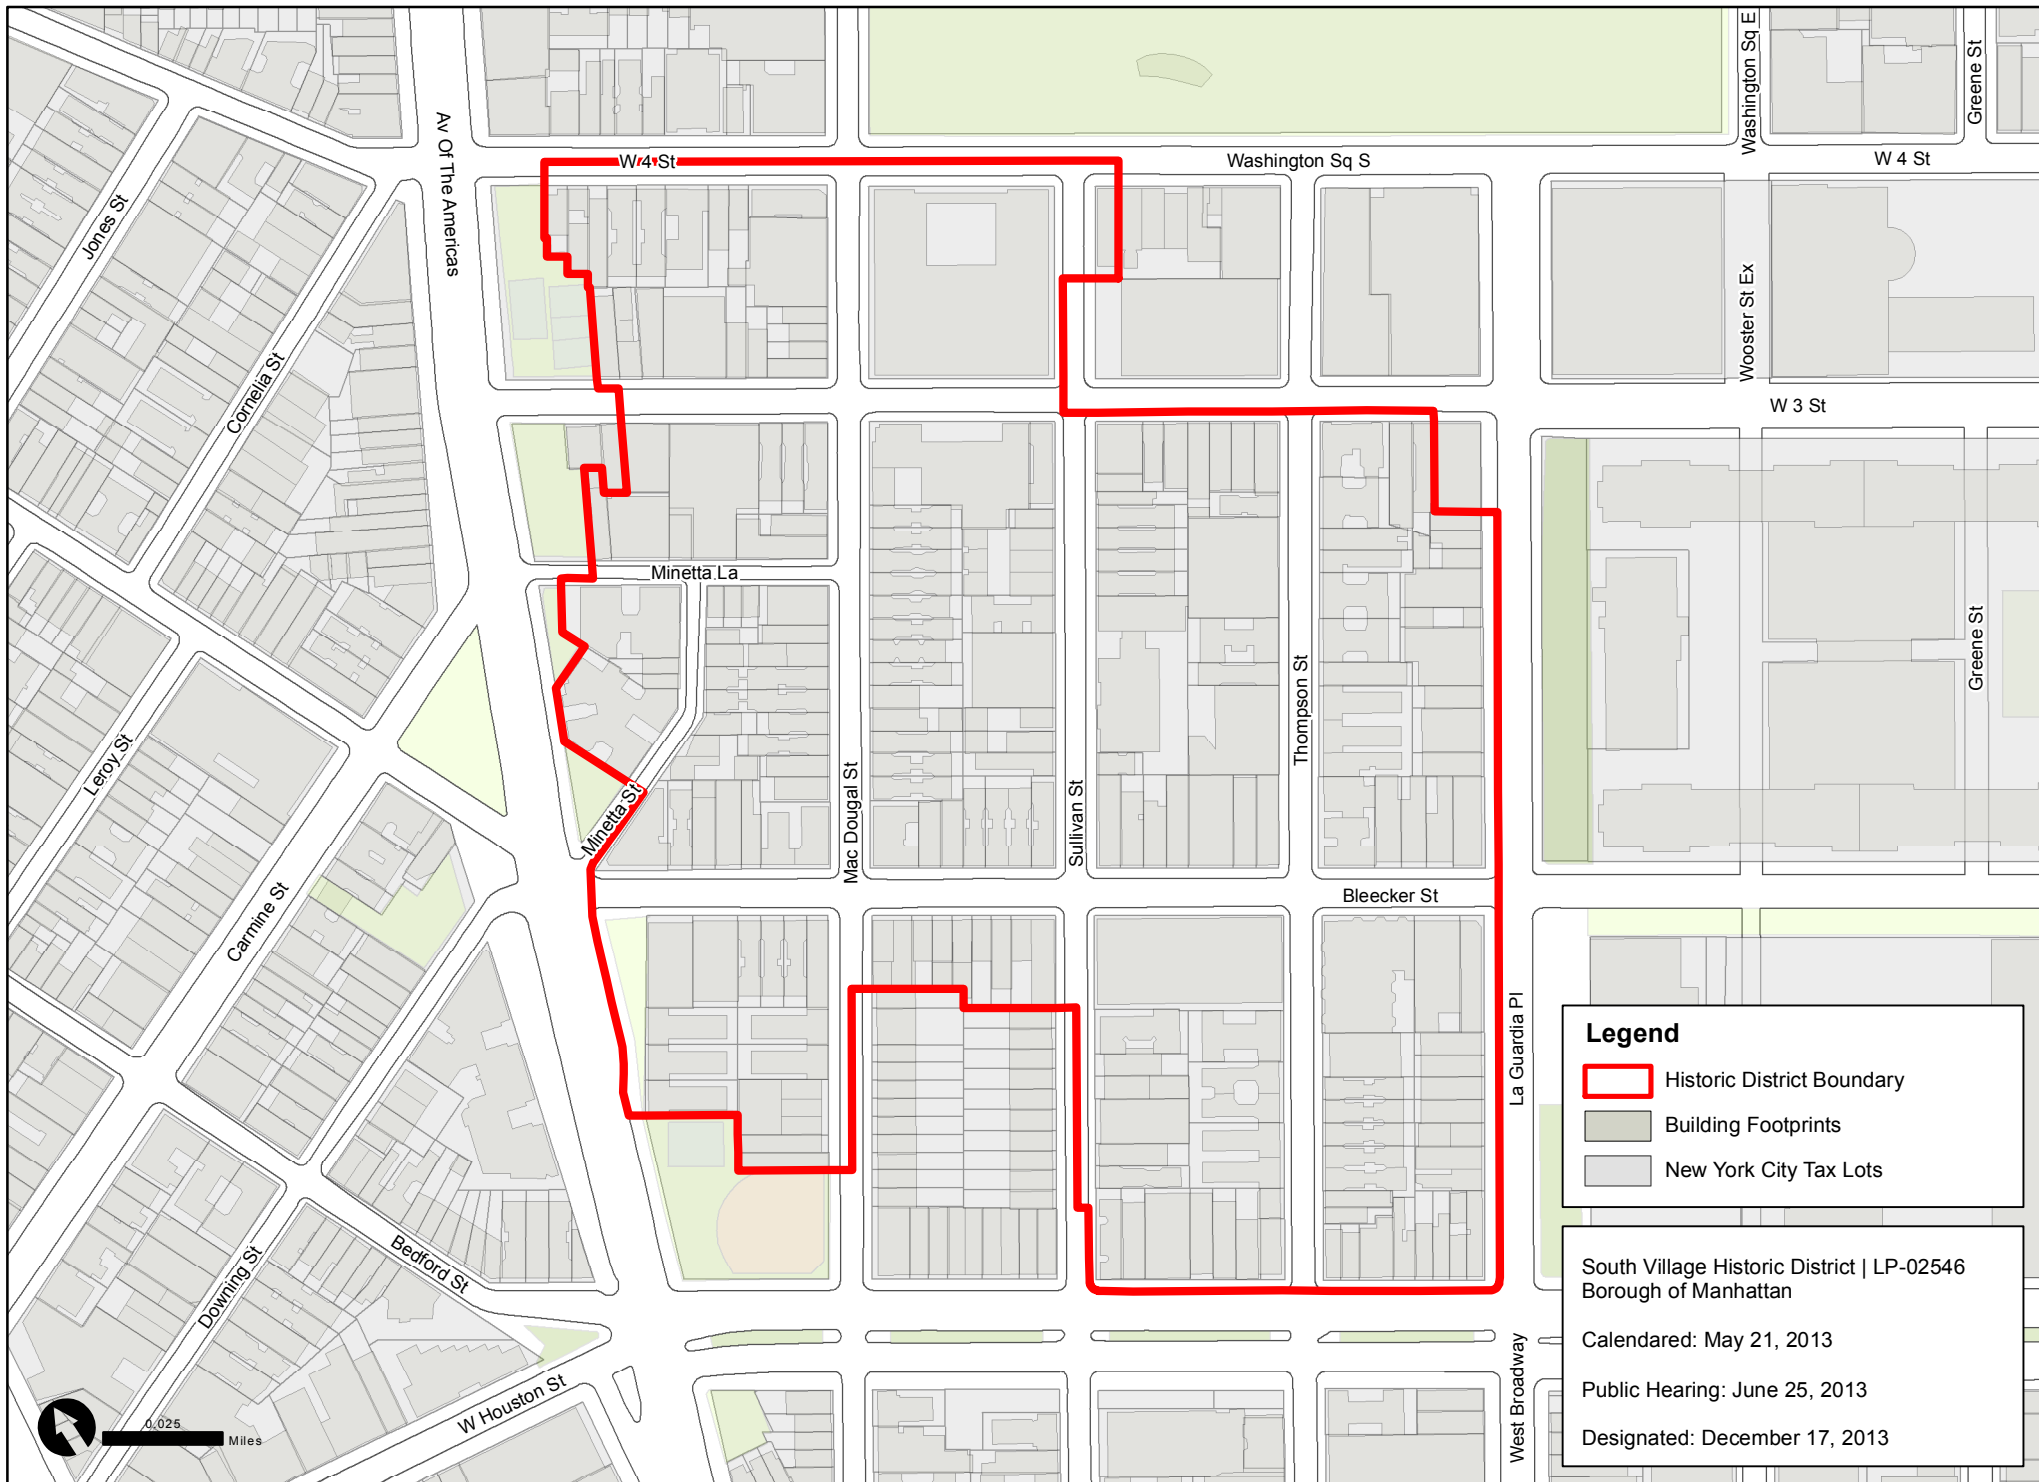 Washington Sq E
Greene St
Av Of The Americas
W 4 St
Washington Sq S
W 4 St
Jones St
Cornelia St
Wooster St Ex
W 3 St
Minetta La
Greene St
Thompson St
Leroy St
Minetta St
Mac Dougal St
Sullivan St
Bleecker St
Carmine St
La Guardia Pl
Legend
Historic District Boundary
Building Footprints
New York City Tax Lots
Bedford St
Downing St
W Houston St
West Broadway
South Village Historic District | LP-02546
Borough of Manhattan
Calendared: May 21, 2013
Public Hearing: June 25, 2013
Designated: December 17, 2013
0.025
Miles